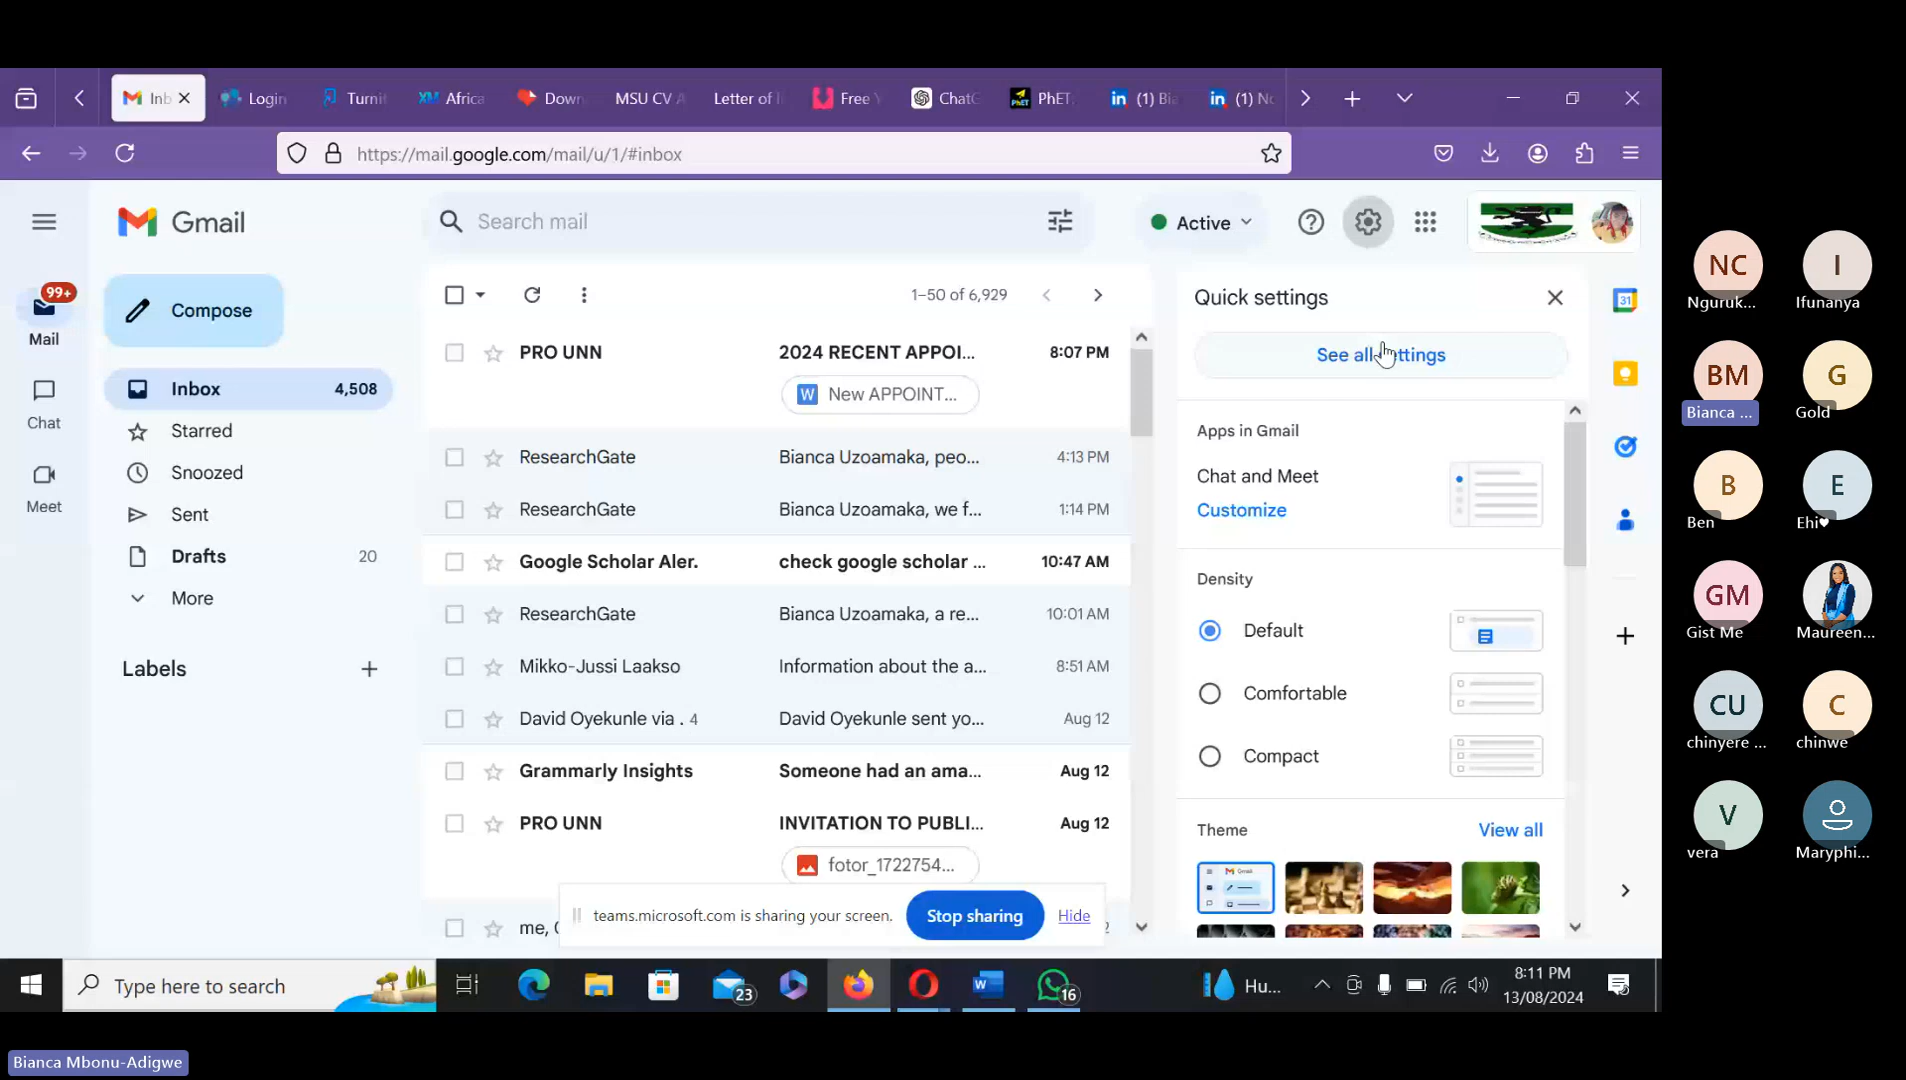 Inb
Login
Turnit
XM Africa
Down
MSU CV A
Letter of I
Free Y
ChatG
PhET
PhET
(1) Bia
(1) No
https://mail.google.com/mail/u/1/#inbox
Gmail
Search mail
Active
99+
Mail
Chat
Meet
Compose
Inbox 4,508
Starred
Snoozed
Sent
Drafts 20
More
Labels
1–50 of 6,929
PRO UNN 2024 RECENT APPOI... 8:07 PM
W New APPOINT...
ResearchGate Bianca Uzoamaka, peo... 4:13 PM
ResearchGate Bianca Uzoamaka, we f... 1:14 PM
Google Scholar Aler. check google scholar ... 10:47 AM
ResearchGate Bianca Uzoamaka, a re... 10:01 AM
Mikko-Jussi Laakso Information about the a... 8:51 AM
David Oyekunle via . 4 David Oyekunle sent yo... Aug 12
Grammarly Insights Someone had an ama... Aug 12
PRO UNN INVITATION TO PUBLI... Aug 12
fotor_1722754...
me,
teams.microsoft.com is sharing your screen.
Stop sharing
Hide
Quick settings
See all settings
Apps in Gmail
Chat and Meet
Customize
Density
Default
Comfortable
Compact
Theme
View all
Gmail
31
NC
Nguruk...
I
Ifunanya
BM
Bianca ...
G
Gold
B
Ben
E
Ehi♥
GM
Gist Me
Maureen...
CU
chinyere ...
C
chinwe
V
vera
Maryphi...
Type here to search
23
W
16
Hu...
8:11 PM
13/08/2024
Bianca Mbonu-Adigwe